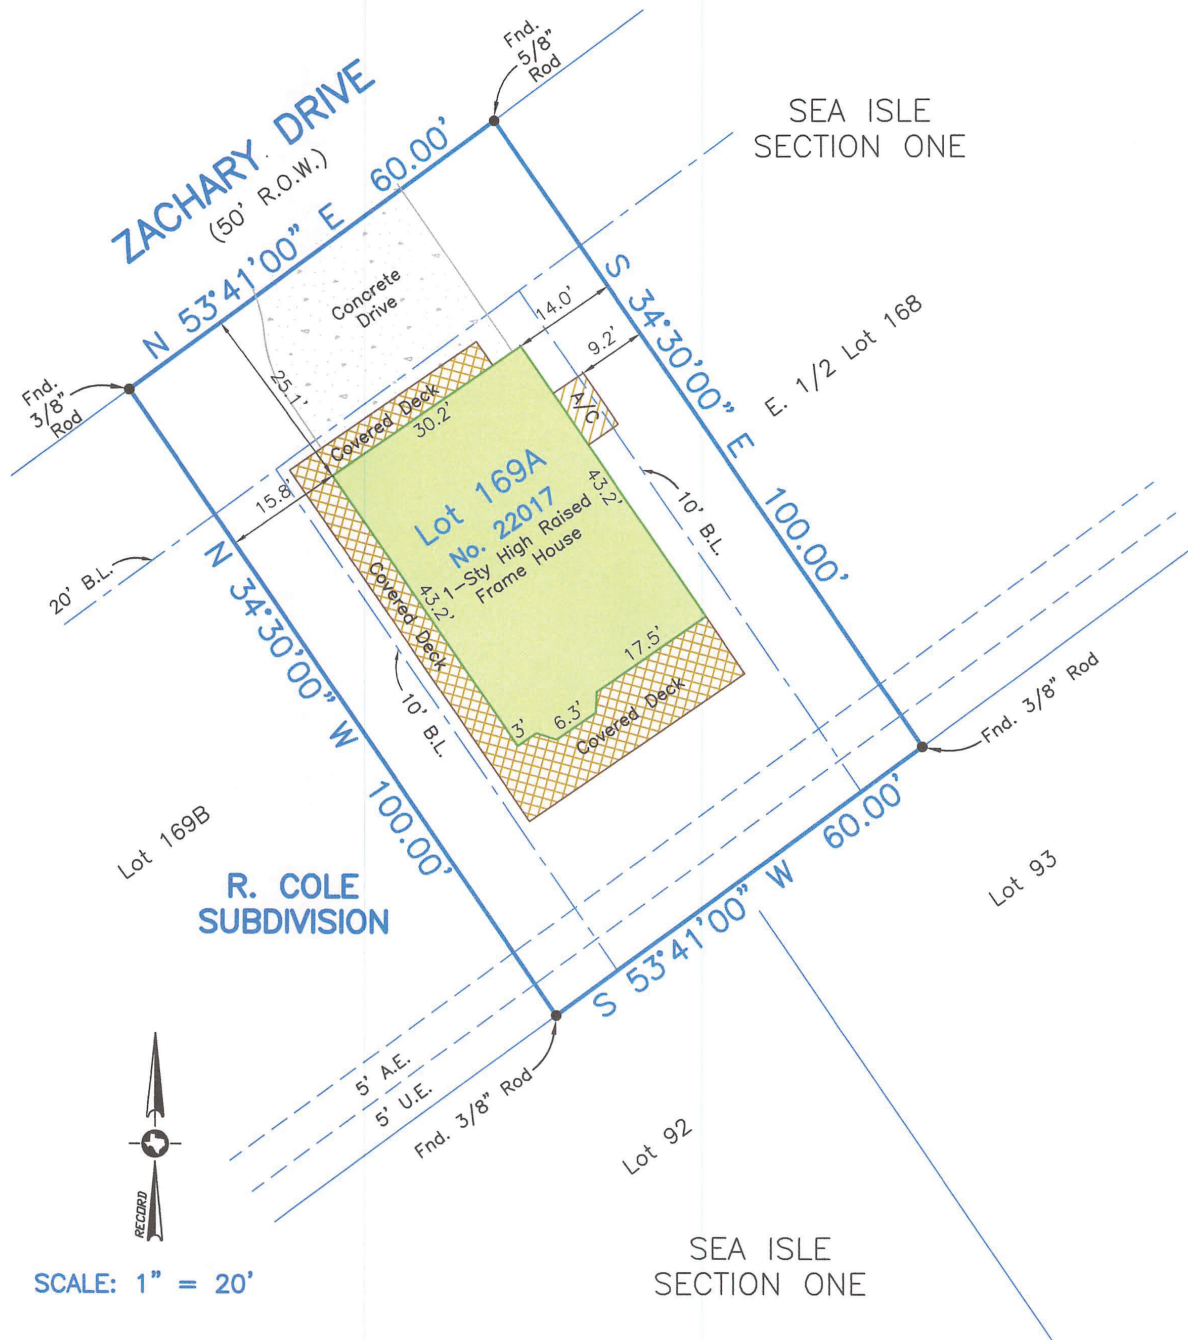 Fnd.
5/8"
Rod
SEA ISLE
SECTION ONE
ZACHARY DRIVE
(50' R.O.W.)
N 53°41'00" E 60.00'
Concrete
Drive
S 34°30'00" E 100.00'
14.0'
9.2'
E. 1/2 Lot 168
Fnd.
3/8"
Rod
25.1'
Covered Deck
30.2'
A/C
15.8'
Lot 169A
No. 22017
1-Sty High Raised
Frame House
43.2'
10' B.L.
20' B.L.
N 34°30'00" W 100.00'
Covered Deck
43.2'
10' B.L.
17.5'
3'
6.3'
Covered Deck
Fnd. 3/8" Rod
S 53°41'00" W 60.00'
Lot 169B
R. COLE
SUBDIVISION
Lot 93
5' A.E.
5' U.E.
Fnd. 3/8" Rod
Lot 92
RECORD
SCALE: 1" = 20'
SEA ISLE
SECTION ONE